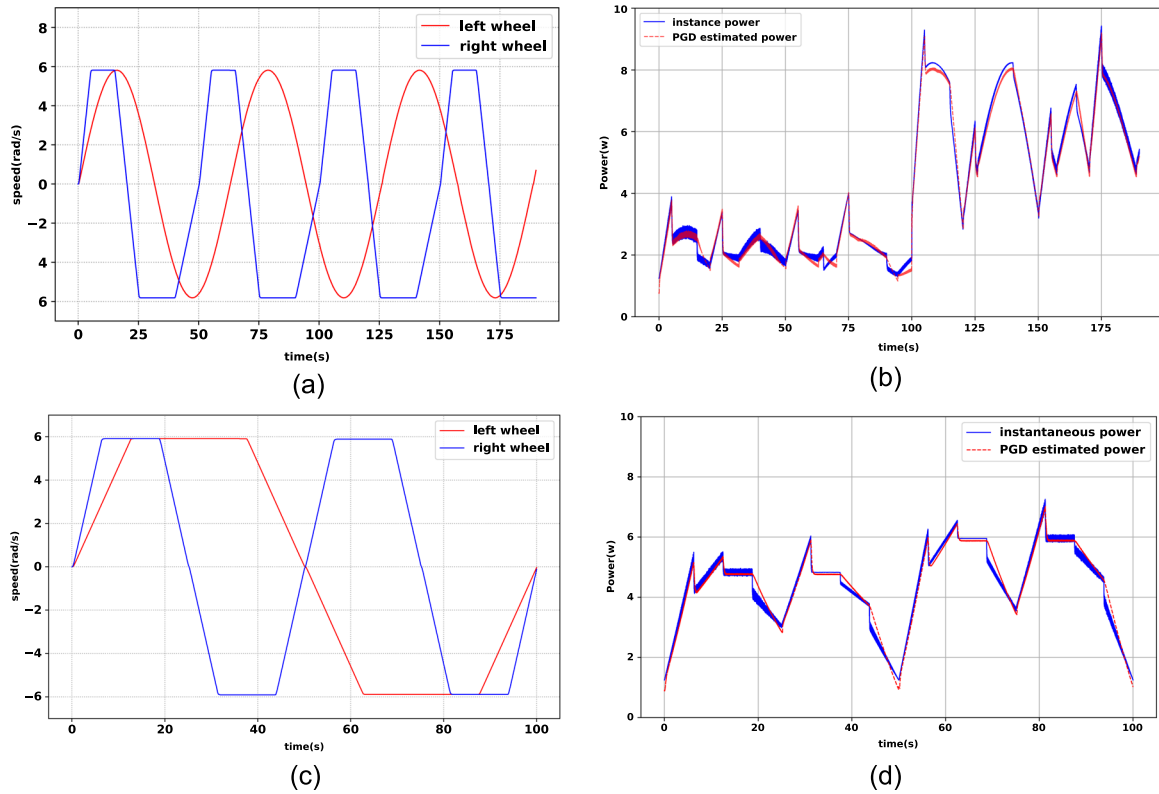 (a)
8
6
4
2
0
−2
−4
−6
speed(rad/s)
left wheel
right wheel
0 25 50 75 100 125 150 175
time(s)
(a)
(b)
10
8
6
4
2
0
Power(w)
instance power
PGD estimated power
0 25 50 75 100 125 150 175
time(s)
(b)
6
4
2
0
−2
−4
−6
speed(rad/s)
left wheel
right wheel
0 20 40 60 80 100
time(s)
(c)
10
8
6
4
2
0
Power(w)
instantaneous power
PGD estimated power
0 20 40 60 80 100
time(s)
(d)